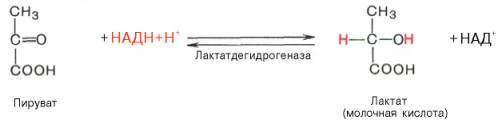 CH₃
C=O
COOH
Пируват
+ НАДН+H⁺
Лактатдегидрогеназа
CH₃
H–C–OH
COOH
Лактат
(молочная кислота)
+ НАД⁺